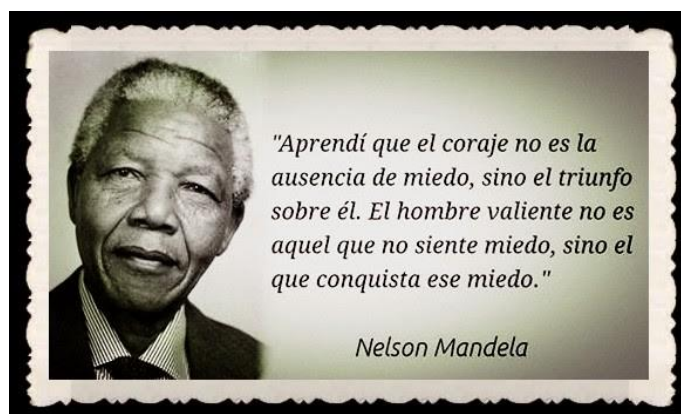 "Aprendí que el coraje no es la
ausencia de miedo, sino el triunfo
sobre él. El hombre valiente no es
aquel que no siente miedo, sino el
que conquista ese miedo."
Nelson Mandela